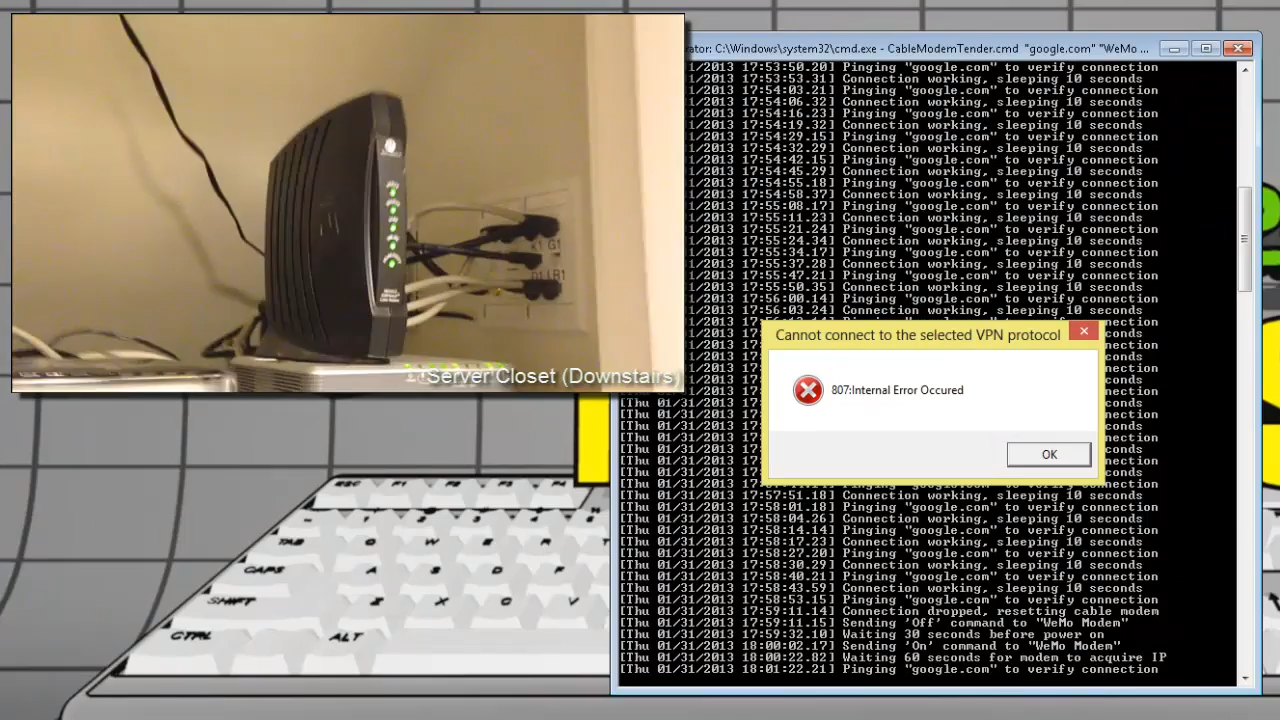 Server Closet (Downstairs)
K1 G1
D1 LB1
rator: C:\Windows\system32\cmd.exe - CableModemTender.cmd "google.com" "WeMo ...
1/2013 17:53:50.20] Pinging "google.com" to verify connection
1/2013 17:53:53.31] Connection working, sleeping 10 seconds
1/2013 17:54:03.21] Pinging "google.com" to verify connection
1/2013 17:54:06.32] Connection working, sleeping 10 seconds
1/2013 17:54:16.23] Pinging "google.com" to verify connection
1/2013 17:54:19.32] Connection working, sleeping 10 seconds
1/2013 17:54:29.15] Pinging "google.com" to verify connection
1/2013 17:54:32.29] Connection working, sleeping 10 seconds
1/2013 17:54:42.15] Pinging "google.com" to verify connection
1/2013 17:54:45.29] Connection working, sleeping 10 seconds
1/2013 17:54:55.18] Pinging "google.com" to verify connection
1/2013 17:54:58.37] Connection working, sleeping 10 seconds
1/2013 17:55:08.17] Pinging "google.com" to verify connection
1/2013 17:55:11.23] Connection working, sleeping 10 seconds
1/2013 17:55:21.24] Pinging "google.com" to verify connection
1/2013 17:55:24.34] Connection working, sleeping 10 seconds
1/2013 17:55:34.17] Pinging "google.com" to verify connection
1/2013 17:55:37.28] Connection working, sleeping 10 seconds
1/2013 17:55:47.21] Pinging "google.com" to verify connection
1/2013 17:55:50.35] Connection working, sleeping 10 seconds
1/2013 17:56:00.14] Pinging "google.com" to verify connection
1/2013 17:56:03.24] Connection working, sleeping 10 seconds
Cannot connect to the selected VPN protocol
807:Internal Error Occured
OK
[Thu 01/31/2013 17:57:51.18] Connection working, sleeping 10 seconds
[Thu 01/31/2013 17:58:01.18] Pinging "google.com" to verify connection
[Thu 01/31/2013 17:58:04.26] Connection working, sleeping 10 seconds
[Thu 01/31/2013 17:58:14.14] Pinging "google.com" to verify connection
[Thu 01/31/2013 17:58:17.23] Connection working, sleeping 10 seconds
[Thu 01/31/2013 17:58:27.20] Pinging "google.com" to verify connection
[Thu 01/31/2013 17:58:30.29] Connection working, sleeping 10 seconds
[Thu 01/31/2013 17:58:40.21] Pinging "google.com" to verify connection
[Thu 01/31/2013 17:58:43.59] Connection working, sleeping 10 seconds
[Thu 01/31/2013 17:58:53.15] Pinging "google.com" to verify connection
[Thu 01/31/2013 17:59:11.14] Connection dropped, resetting cable modem
[Thu 01/31/2013 17:59:11.15] Sending 'Off' command to "WeMo Modem"
[Thu 01/31/2013 17:59:32.10] Waiting 30 seconds before power on
[Thu 01/31/2013 18:00:02.17] Sending 'On' command to "WeMo Modem"
[Thu 01/31/2013 18:00:22.82] Waiting 60 seconds for modem to acquire IP
[Thu 01/31/2013 18:01:22.21] Pinging "google.com" to verify connection
ESC F1 F2 F3 F4
TAB Q W E R T
CAPS A S D F
SHIFT Z X C V
CTRL ALT